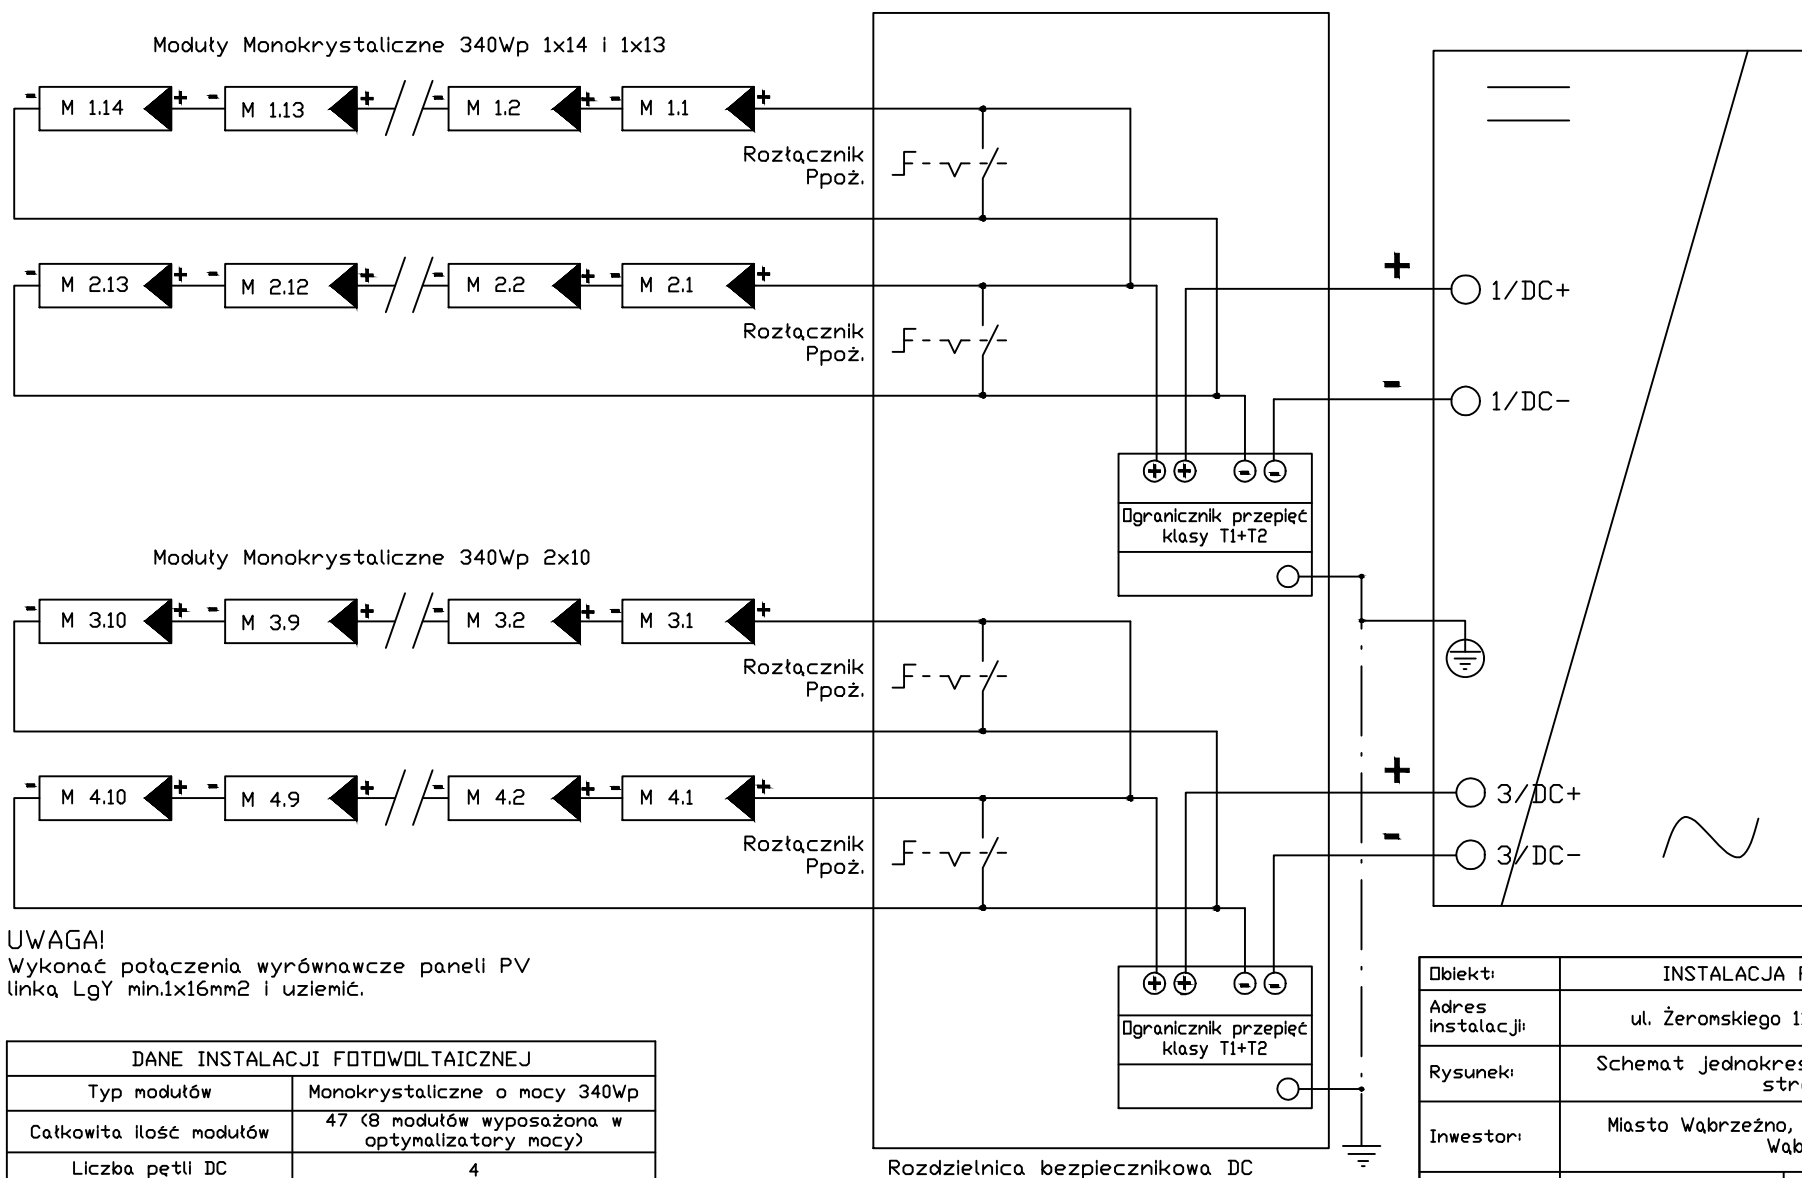 Moduły Monokrystaliczne 340Wp 1x14 i 1x13
- M 1.14 + - M 1.13 + - M 1.2 + - M 1.1 +
Rozłącznik
Ppoż.
- M 2.13 + - M 2.12 + - M 2.2 + - M 2.1 +
Rozłącznik
Ppoż.
+
1/DC+
-
1/DC-
+ + - -
Ogranicznik przepięć
klasy T1+T2
Moduły Monokrystaliczne 340Wp 2x10
- M 3.10 + - M 3.9 + - M 3.2 + - M 3.1 +
Rozłącznik
Ppoż.
- M 4.10 + - M 4.9 + - M 4.2 + - M 4.1 +
Rozłącznik
Ppoż.
+
3/DC+
-
3/DC-
+ + - -
Ogranicznik przepięć
klasy T1+T2
Rozdzielnica bezpiecznikowa DC
UWAGA!
Wykonać połączenia wyrównawcze paneli PV
linką LgY min.1x16mm2 i uziemić.
DANE INSTALACJI FOTOWOLTAICZNEJ
Typ modułów Monokrystaliczne o mocy 340Wp
Całkowita ilość modułów 47 (8 modułów wyposażona w
optymalizatory mocy)
Liczba pętli DC 4
Obiekt: INSTALACJA
Adres
instalacji: ul. Żeromskiego
Rysunek: Schemat
Inwestor: Miasto Wąbrzeźno,